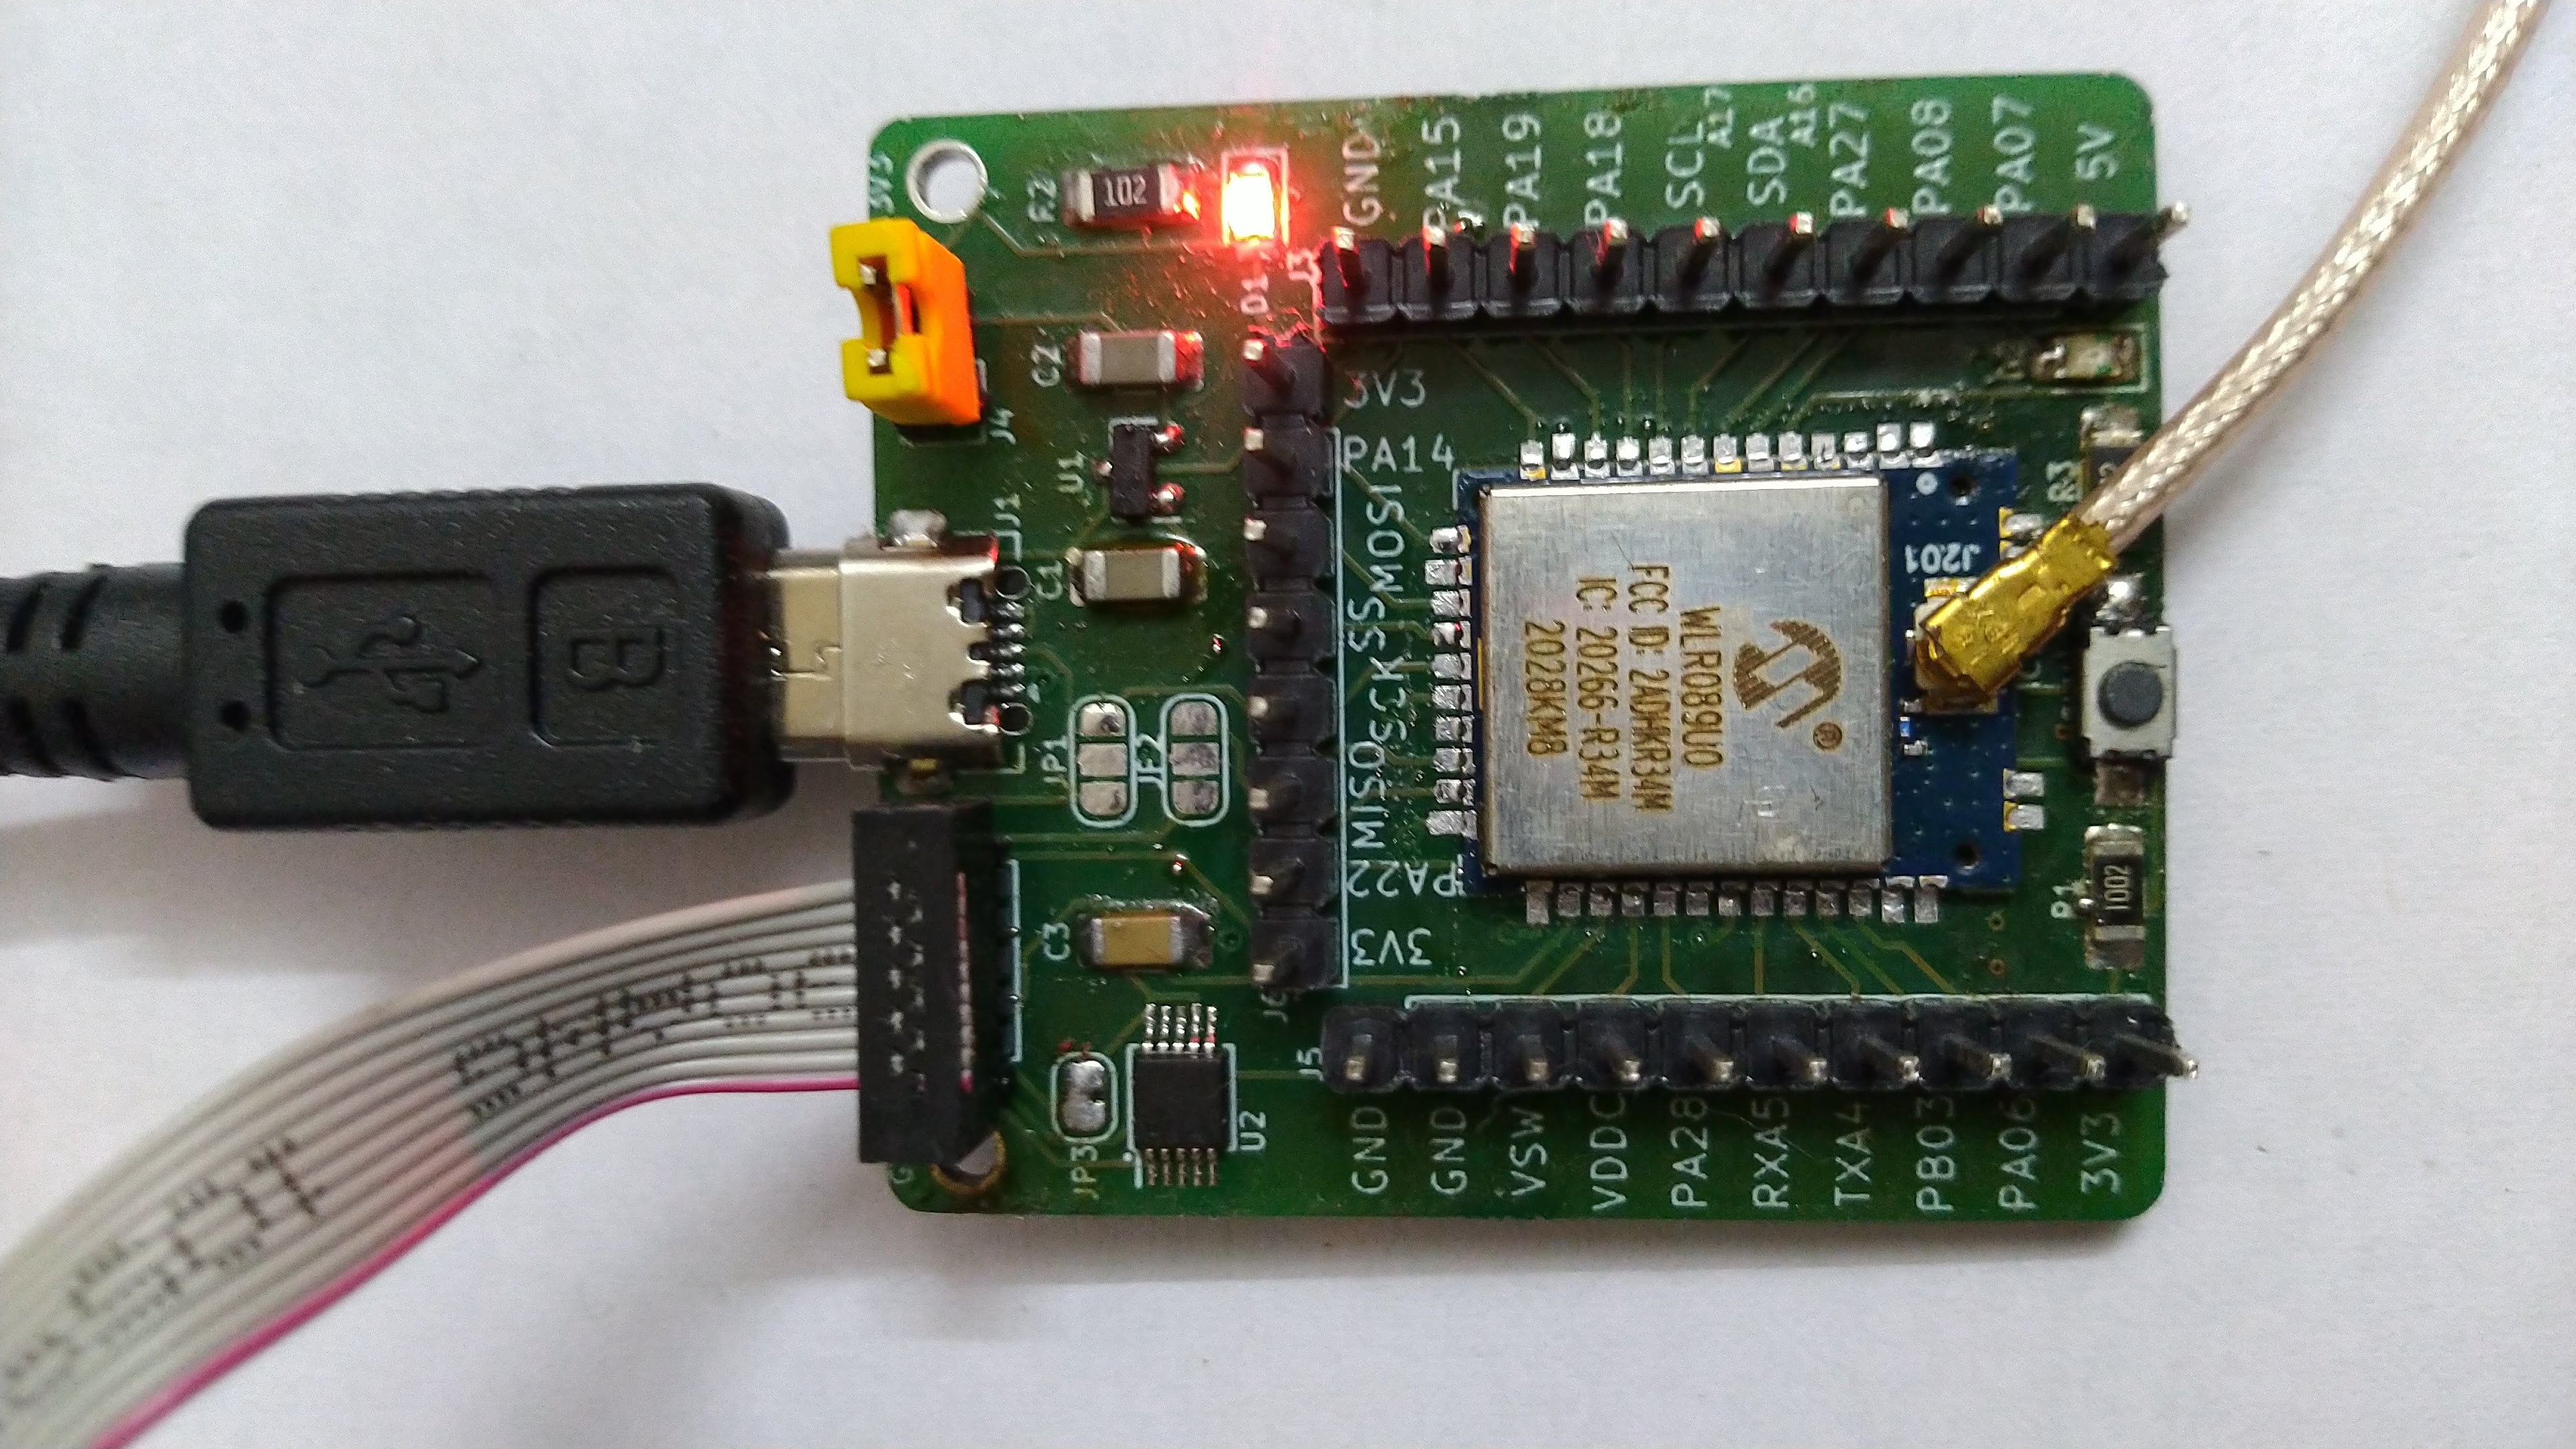 3V3
R2
102
D1
J3
GND
PA15
PA19
PA18
SCL
A17
SDA
A16
PA27
PA08
PA07
5V
J4
C2
U1
J1
C1
JP1
JP2
C3
JP3
U2
3V3
PA14
MOSI
SS
SCK
MISO
PA22
3V3
WLR089U0
FCC ID: 2ADHKR34M
IC: 20266-R34M
2028KM8
®
J201
R3
R1
1002
B
J5
GND
GND
VSW
VDDC
PA28
RXA5
TXA4
PB03
PA06
3V3